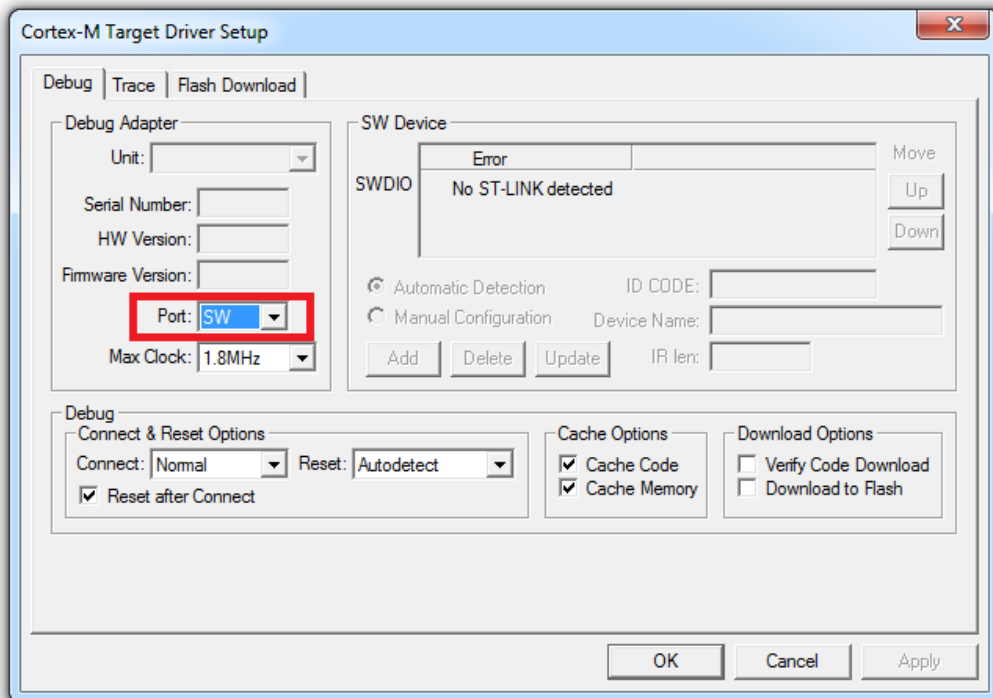 Cortex-M Target Driver Setup
Debug Trace Flash Download
Debug Adapter
Unit:
Serial Number:
HW Version:
Firmware Version:
Port: SW
Max Clock: 1.8MHz
SW Device
Error
SWDIO No ST-LINK detected
Move
Up
Down
Automatic Detection ID CODE:
Manual Configuration Device Name:
Add Delete Update IR len:
Debug
Connect & Reset Options
Connect: Normal Reset: Autodetect
Reset after Connect
Cache Options
Cache Code
Cache Memory
Download Options
Verify Code Download
Download to Flash
OK Cancel Apply